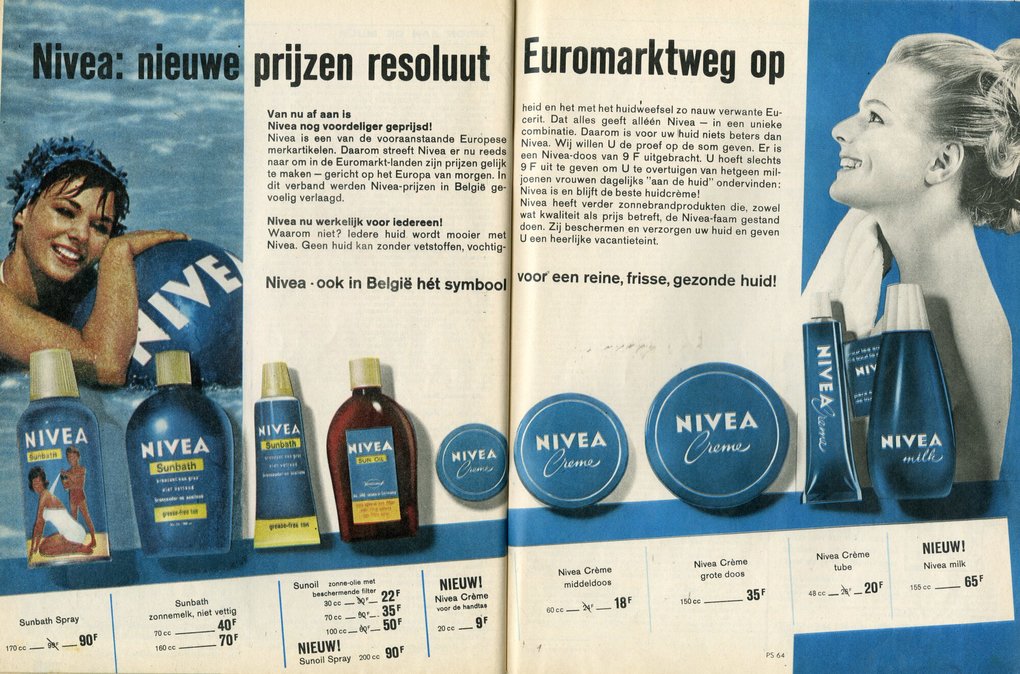 Nivea: nieuwe prijzen resoluut Euromarktweg op
Van nu af aan is
Nivea nog voordeliger geprijsd!
Nivea is een van de vooraanstaande Europese
merkartikelen. Daarom streeft Nivea er nu reeds
naar om in de Euromarkt-landen zijn prijzen gelijk
te maken – gericht op het Europa van morgen. In
dit verband werden Nivea-prijzen in België ge-
voelig verlaagd.
Nivea nu werkelijk voor iedereen!
Waarom niet? Iedere huid wordt mooier met
Nivea. Geen huid kan zonder vetstoffen, vochtig-
heid en het met het huidweefsel zo nauw verwante Eu-
cerit. Dat alles geeft alléén Nivea – in een unieke
combinatie. Daarom is voor uw huid niets beters dan
Nivea. Wij willen U de proef op de som geven. Er is
een Nivea-doos van 9 F uitgebracht. U hoeft slechts
9 F uit te geven om U te overtuigen van hetgeen mil-
joenen vrouwen dagelijks "aan de huid" ondervinden:
Nivea is en blijft de beste huidcrème!
Nivea heeft verder zonnebrandprodukten die, zowel
wat kwaliteit als prijs betreft, de Nivea-faam gestand
doen. Zij beschermen en verzorgen uw huid en geven
U een heerlijke vacantieteint.
Nivea - ook in België hét symbool voor een reine, frisse, gezonde huid!
NIVEA
NIVEA
Sunbath
NIVEA
Sunbath
grease-free tan
NIVEA
Sunbath
grease-free tan
NIVEA
SUN OIL
NIVEA
Creme
NIVEA
Creme
NIVEA
Creme
NIVEA
Creme
NIV
NIVEA
milk
Sunbath Spray
170 cc 90F
Sunbath
zonnemelk, niet vettig
70 cc 40F
160 cc 70F
Sunoil zonne-olie met
beschermende filter
30 cc 22F
70 cc 35F
100 cc 50F
NIEUW!
Sunoil Spray 200 cc 90F
NIEUW!
Nivea Crème
voor de handtas
20 cc 9F
Nivea Crème
middeldoos
60 cc 18F
Nivea Crème
grote doos
150 cc 35F
Nivea Crème
tube
48 cc 20F
NIEUW!
Nivea milk
155 cc 65F
PS 64